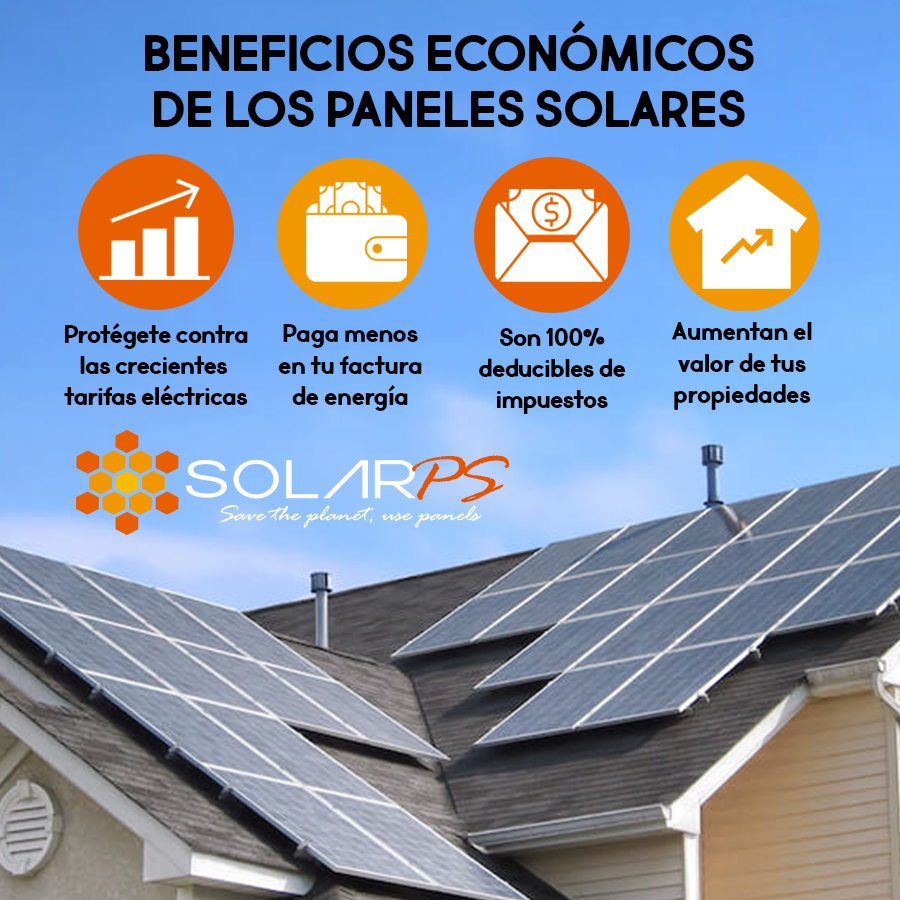 BENEFICIOS ECONÓMICOS
DE LOS PANELES SOLARES
Protégete contra
las crecientes
tarifas eléctricas
Paga menos
en tu factura
de energía
$
Son 100%
deducibles de
impuestos
Aumentan el
valor de tus
propiedades
SOLARPS
Save the planet, use panels